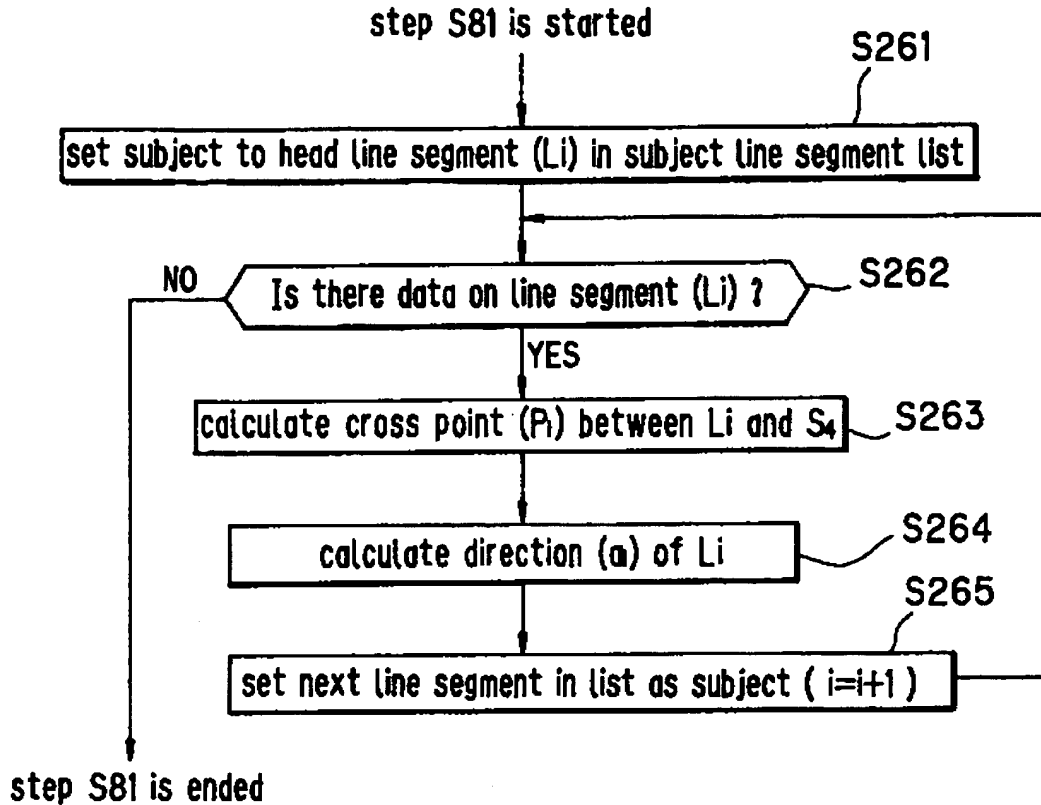 step S81 is started
S261
set subject to head line segment (Li) in subject line segment list
NO
Is there data on line segment (Li) ?
S262
YES
calculate cross point (Pi) between Li and S4
S263
S264
calculate direction (αi) of Li
S265
set next line segment in list as subject ( i=i+1 )
step S81 is ended